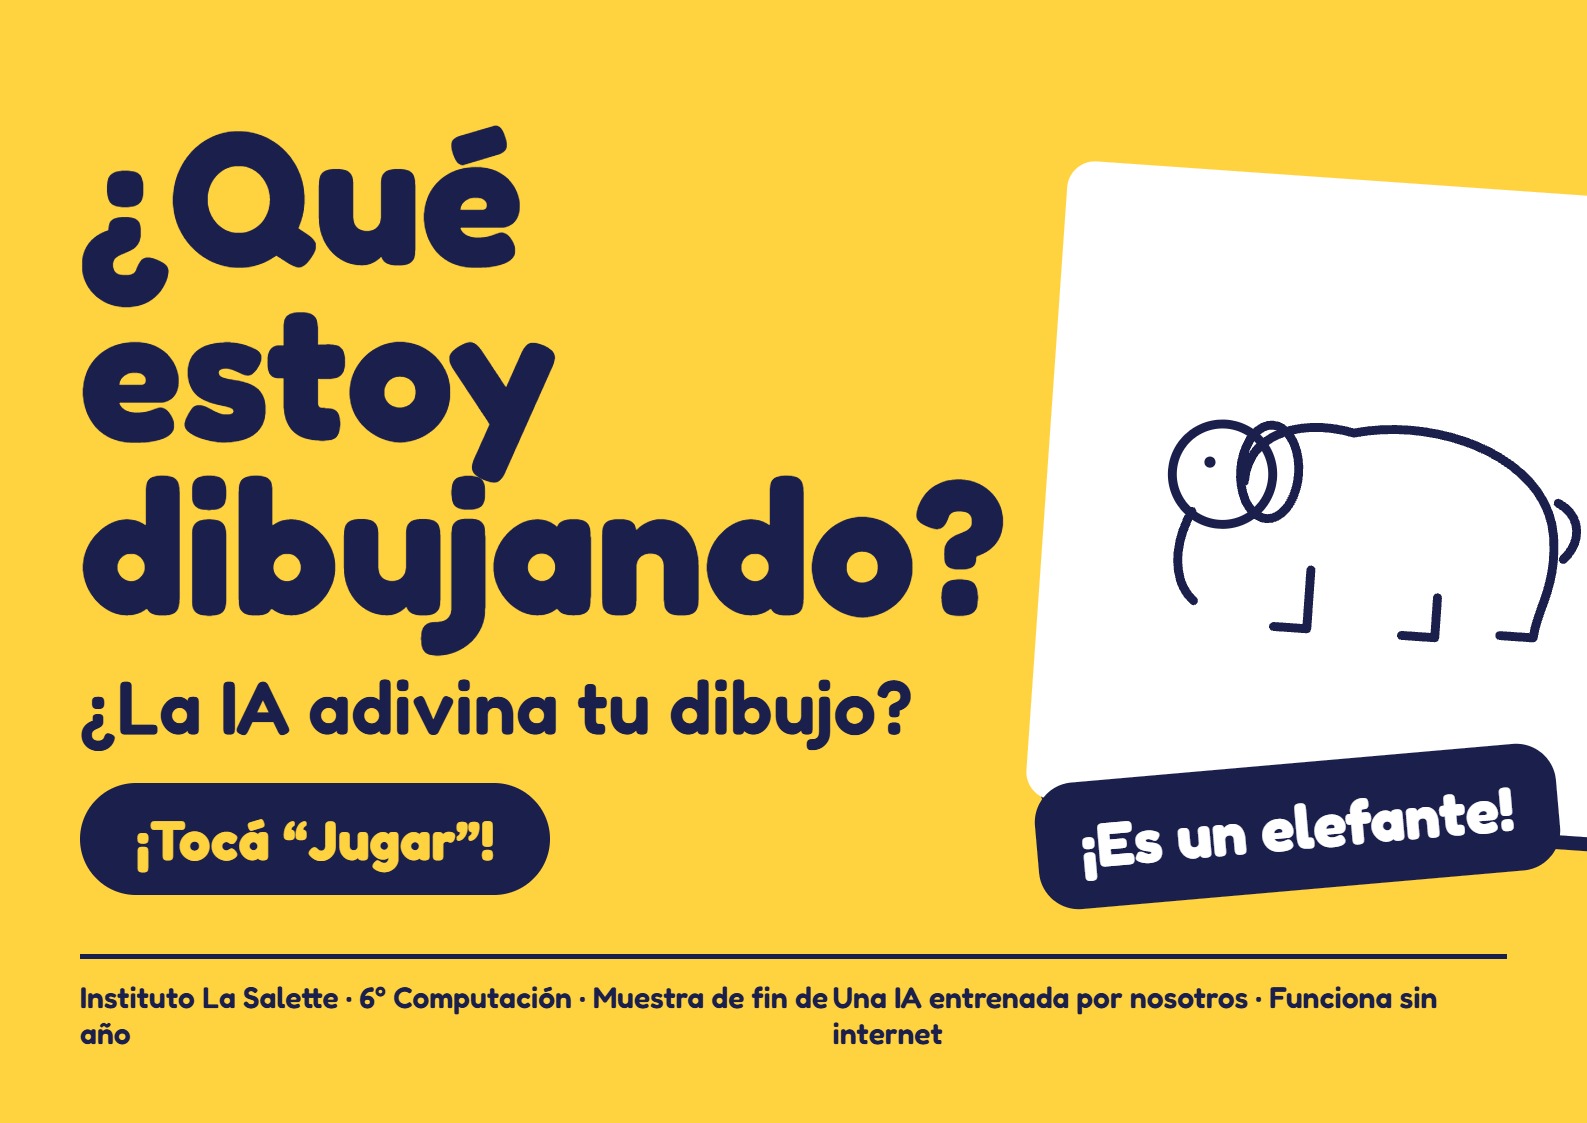 ¿Qué
estoy
dibujando?
¿La IA adivina tu dibujo?
¡Tocá “Jugar”!
¡Es un elefante!
Instituto La Salette · 6° Computación · Muestra de fin de
año
Una IA entrenada por nosotros · Funciona sin
internet